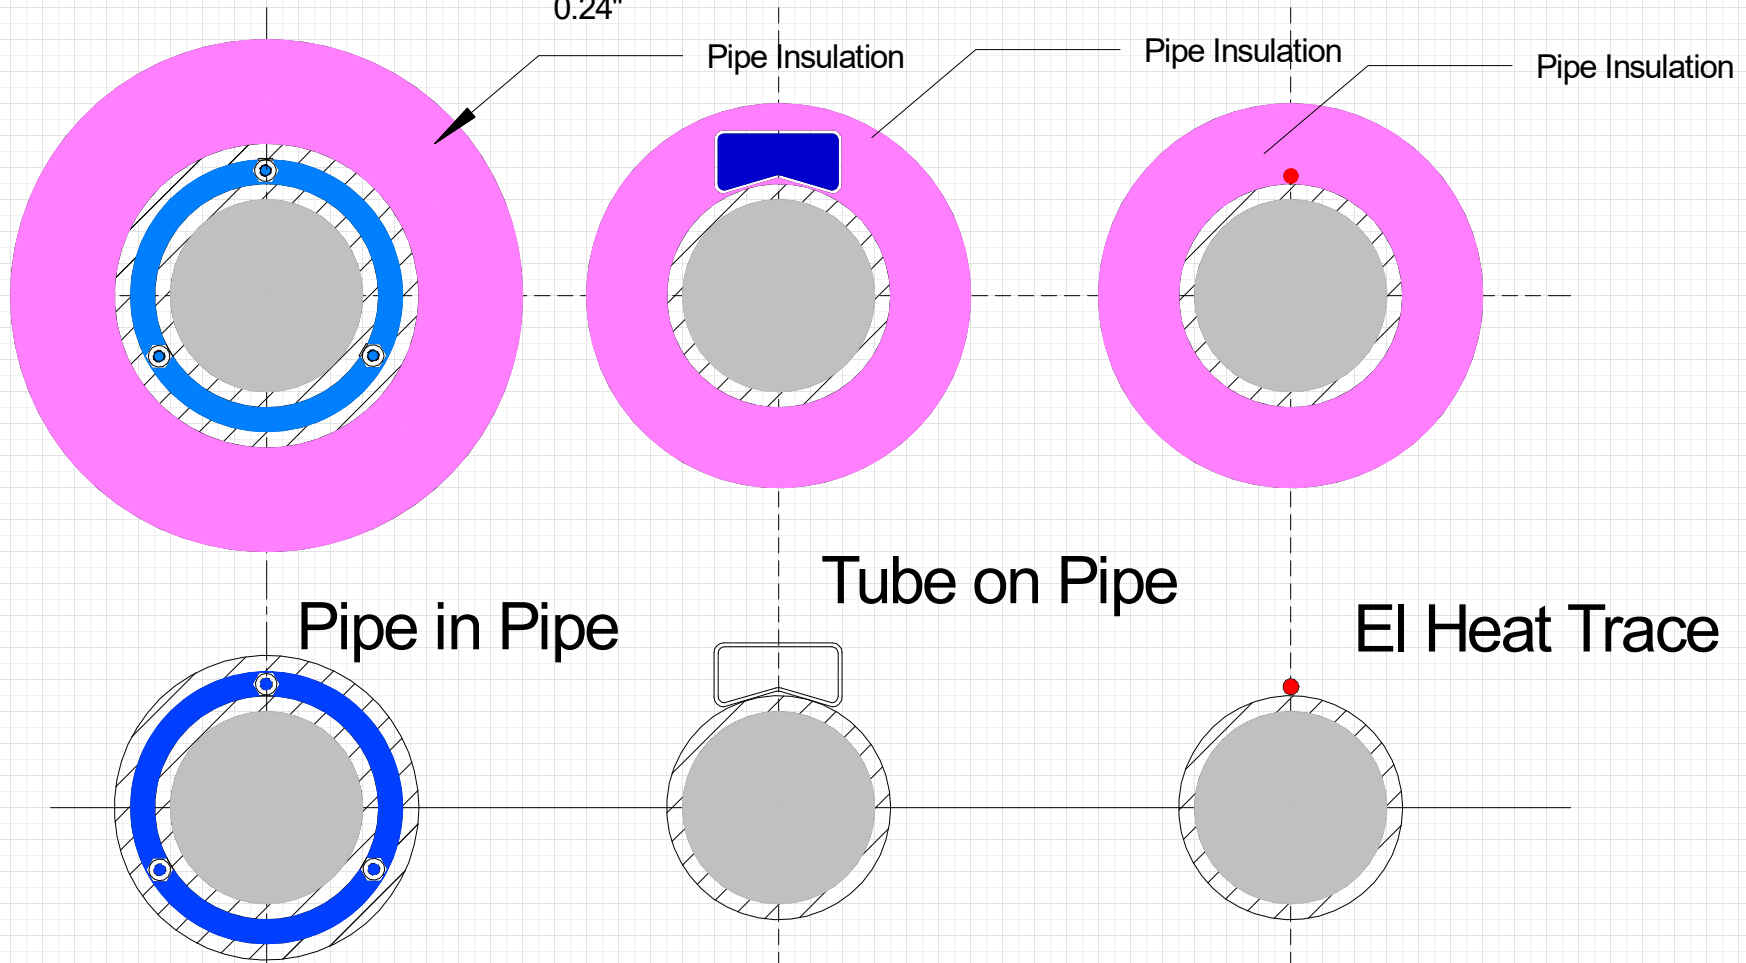 0.24"
Pipe Insulation
Pipe Insulation
Pipe Insulation
Tube on Pipe
Pipe in Pipe
El Heat Trace